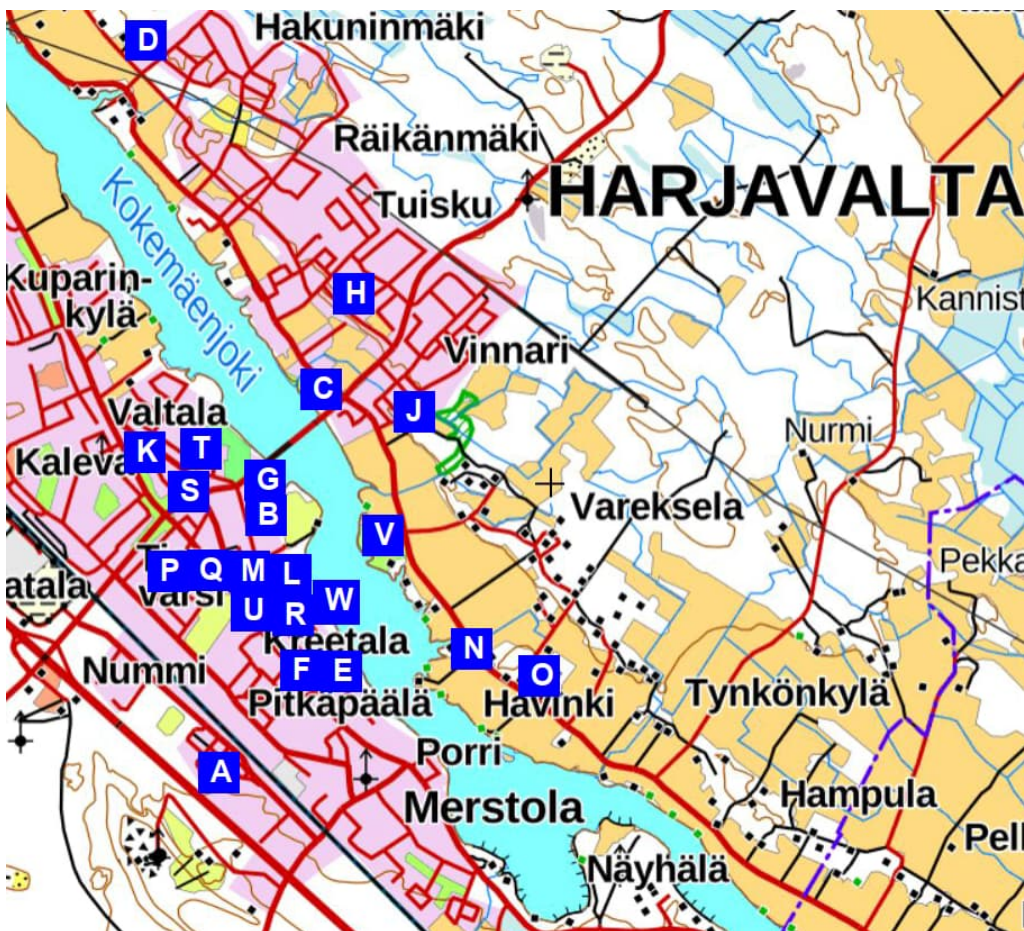 D
Hakuninmäki
Räikänmäki
Tuisku
HARJAVALTA
Kokemäenjoki
Kuparin-
kylä
H
Kannist
Vinnari
C
J
Valtala
Nurmi
K
T
Kaleva
S
G
B
Vareksela
V
Pekka
P
Q
M
L
atala
varsi
U
R
W
Kreetala
N
O
F
E
Nummi
Pitkäpäälä
Havinki
Tynkönkylä
Porri
A
Merstola
Hampula
Pell
Näyhälä